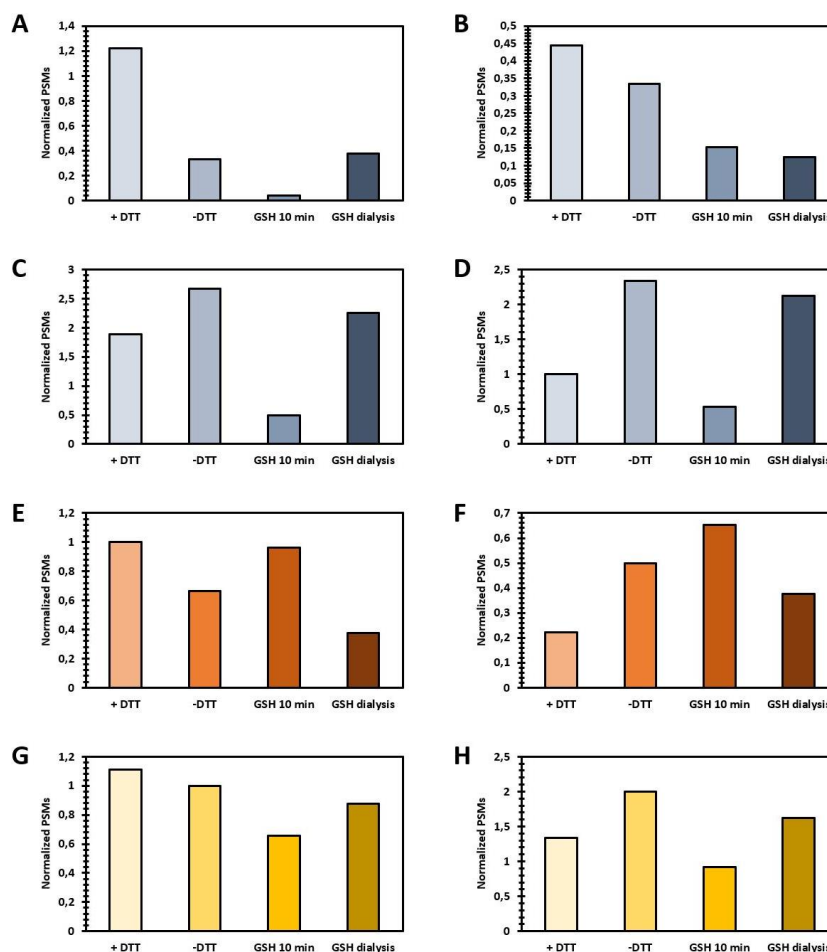 A
Normalized PSMs
1,4
1,2
1
0,8
0,6
0,4
0,2
0
+ DTT -DTT GSH 10 min GSH dialysis
B
Normalized PSMs
0,5
0,45
0,4
0,35
0,3
0,25
0,2
0,15
0,1
0,05
0
+ DTT -DTT GSH 10 min GSH dialysis
C
Normalized PSMs
3
2,5
2
1,5
1
0,5
0
+ DTT -DTT GSH 10 min GSH dialysis
D
Normalized PSMs
2,5
2
1,5
1
0,5
0
+ DTT -DTT GSH 10 min GSH dialysis
E
Normalized PSMs
1,2
1
0,8
0,6
0,4
0,2
0
+ DTT -DTT GSH 10 min GSH dialysis
F
Normalized PSMs
0,7
0,6
0,5
0,4
0,3
0,2
0,1
0
+ DTT -DTT GSH 10 min GSH dialysis
G
Normalized PSMs
1,2
1
0,8
0,6
0,4
0,2
0
+ DTT -DTT GSH 10 min GSH dialysis
H
Normalized PSMs
2,5
2
1,5
1
0,5
0
+ DTT -DTT GSH 10 min GSH dialysis